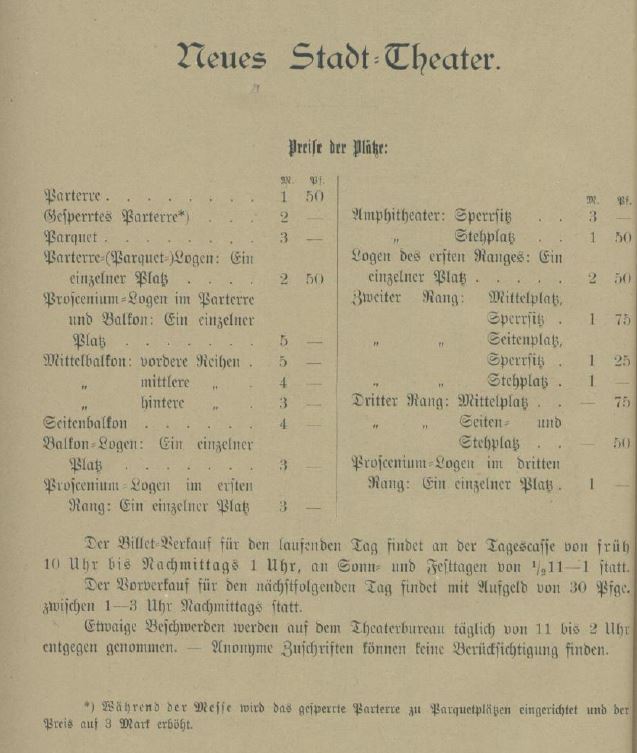 Neues Stadt-Theater.
Preise der Plätze:
M. Pf.
Parterre . . . . . . . . 1 50
Gesperrtes Parterre*) . . . 2 —
Parquet . . . . . . . . 3 —
Parterre-(Parquet-)Logen: Ein
einzelner Platz . . . . 2 50
Proscenium-Logen im Parterre
und Balkon: Ein einzelner
Platz . . . . . . . 5 —
Mittelbalkon: vordere Reihen . 5 —
„ mittlere „ . 4 —
„ hintere „ . 3 —
Seitenbalkon . . . . . . 4 —
Balkon-Logen: Ein einzelner
Platz . . . . . . . 3 —
Proscenium-Logen im ersten
Rang: Ein einzelner Platz 3 —
M. Pf.
Amphitheater: Sperrsitz . . 3 —
„ Stehplatz . . 1 50
Logen des ersten Ranges: Ein
einzelner Platz . . . . 2 50
Zweiter Rang: Mittelplatz,
Sperrsitz . 1 75
„ „ Seitenplatz,
Sperrsitz . 1 25
„ „ Stehplatz . 1 —
Dritter Rang: Mittelplatz . . — 75
„ „ Seiten- und
Stehplatz . — 50
Proscenium-Logen im dritten
Rang: Ein einzelner Platz . 1 —
Der Billet-Verkauf für den laufenden Tag findet an der Tagescasse von früh
10 Uhr bis Nachmittags 1 Uhr, an Sonn- und Festtagen von ½11—1 statt.
Der Vorverkauf für den nächstfolgenden Tag findet mit Aufgeld von 30 Pfge.
zwischen 1—3 Uhr Nachmittags statt.
Etwaige Beschwerden werden auf dem Theaterbureau täglich von 11 bis 2 Uhr
entgegen genommen. — Anonyme Zuschriften können keine Berücksichtigung finden.
*) Während der Messe wird das gesperrte Parterre zu Parquetplätzen eingerichtet und der
Preis auf 3 Mark erhöht.